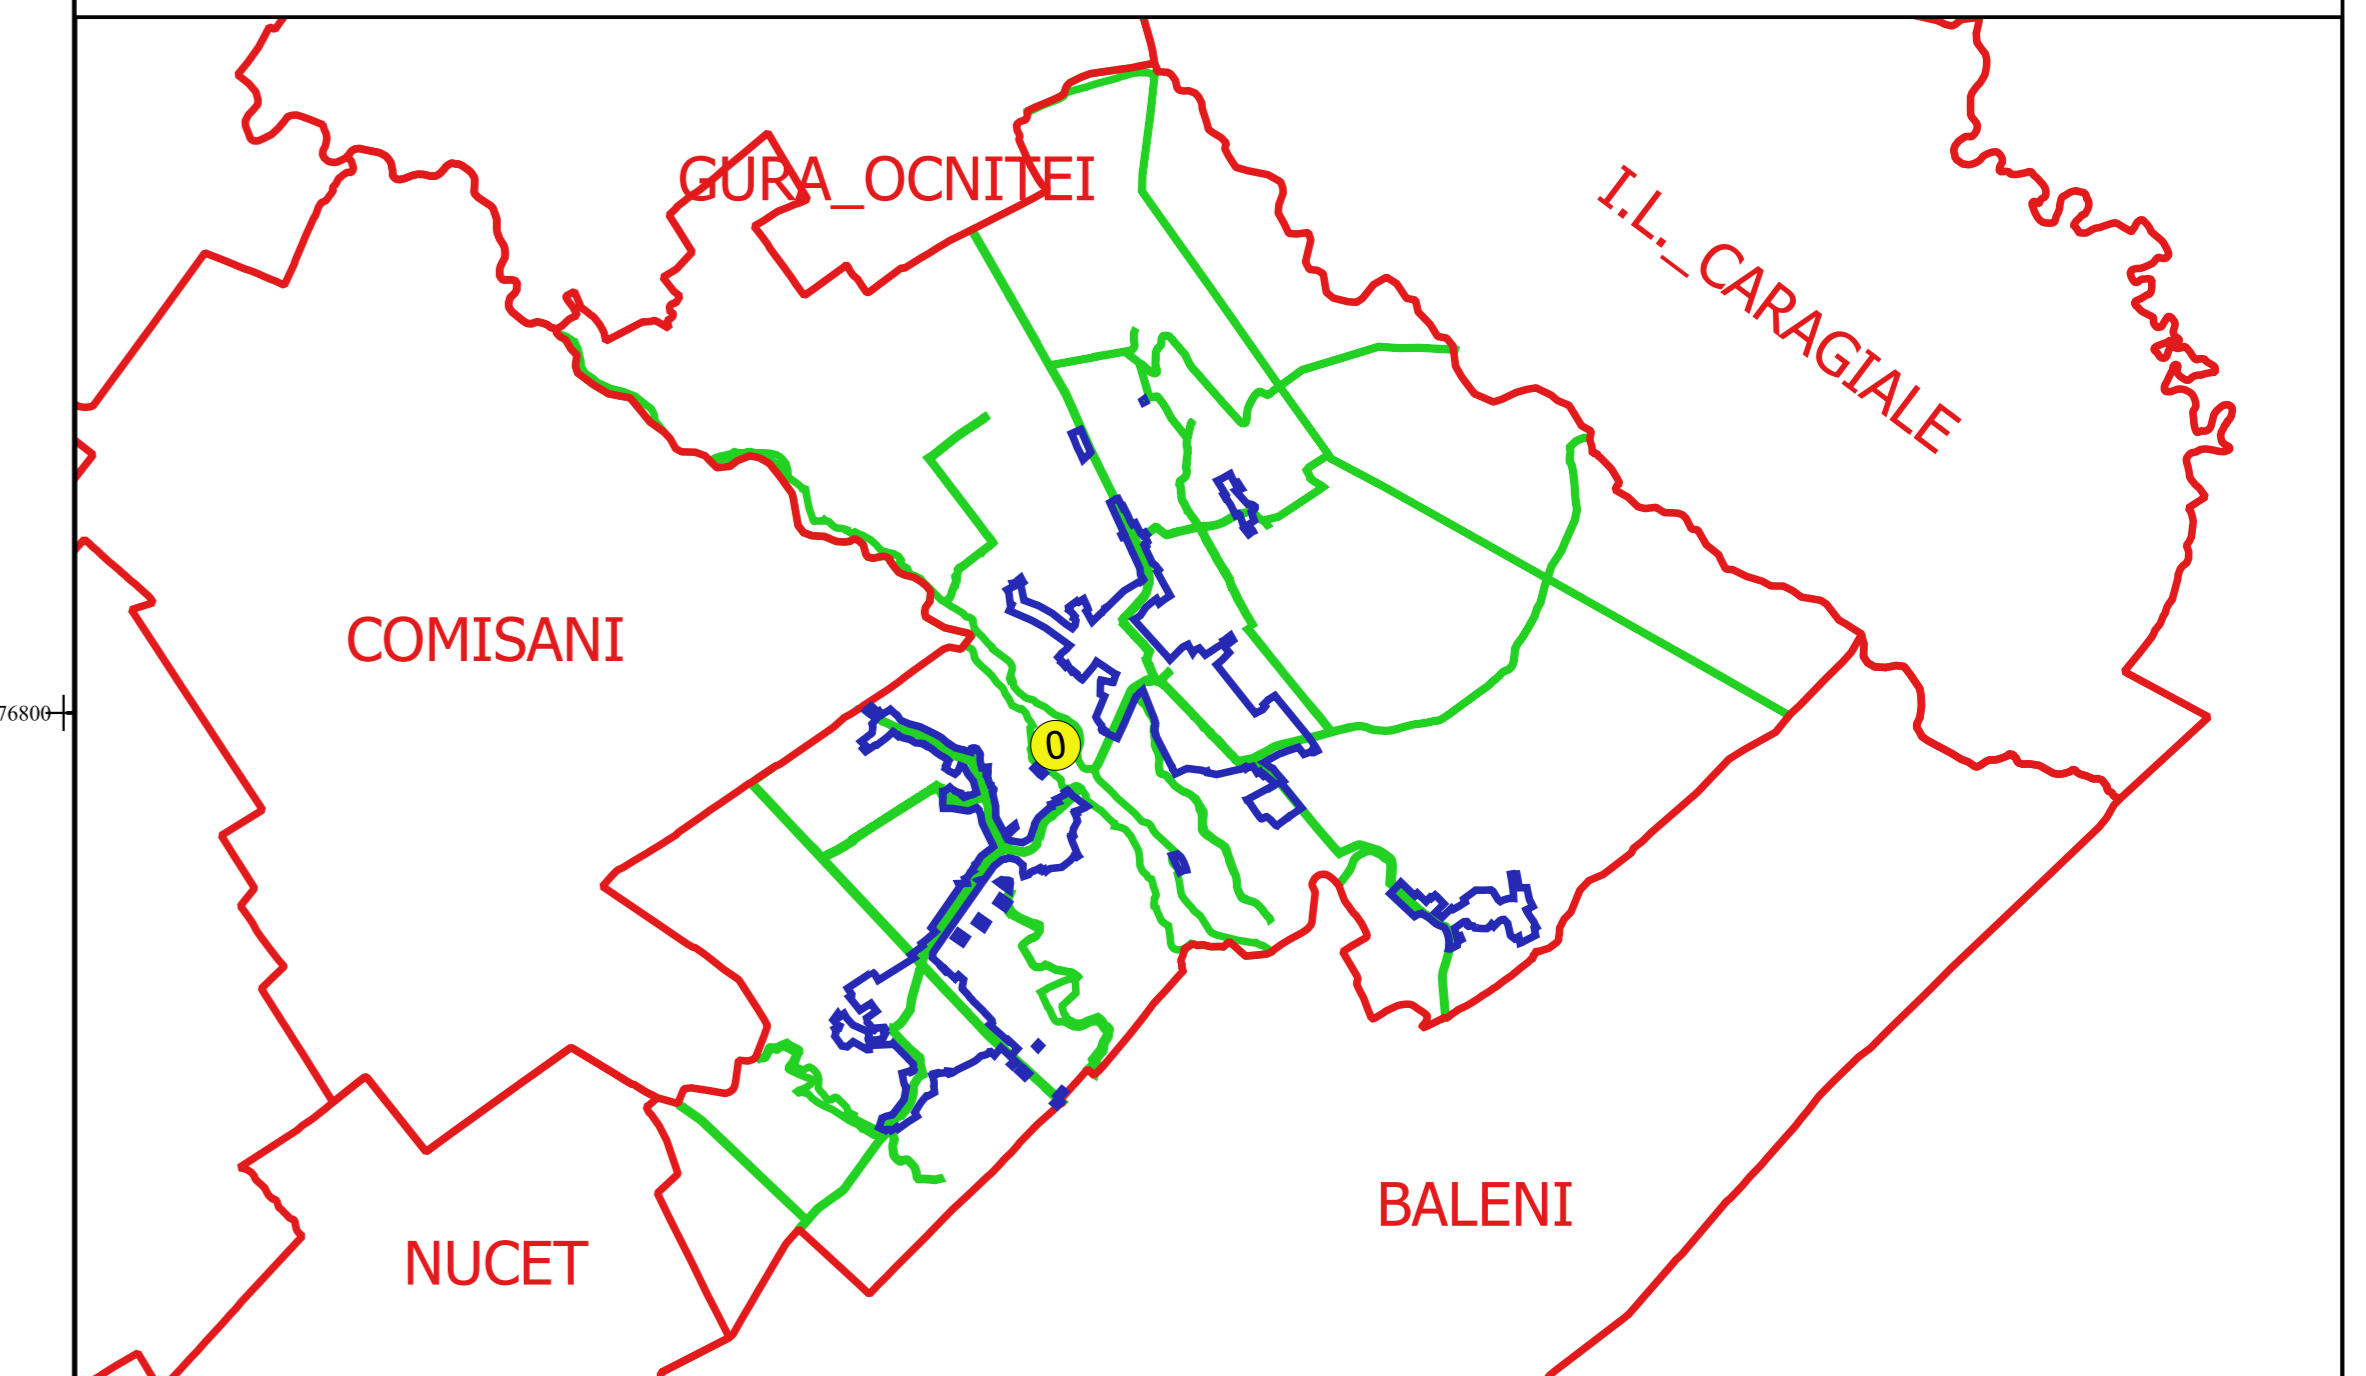 GURA_OCNITEI
I.L._CARAGIALE
COMISANI
76800
0
BALENI
NUCET